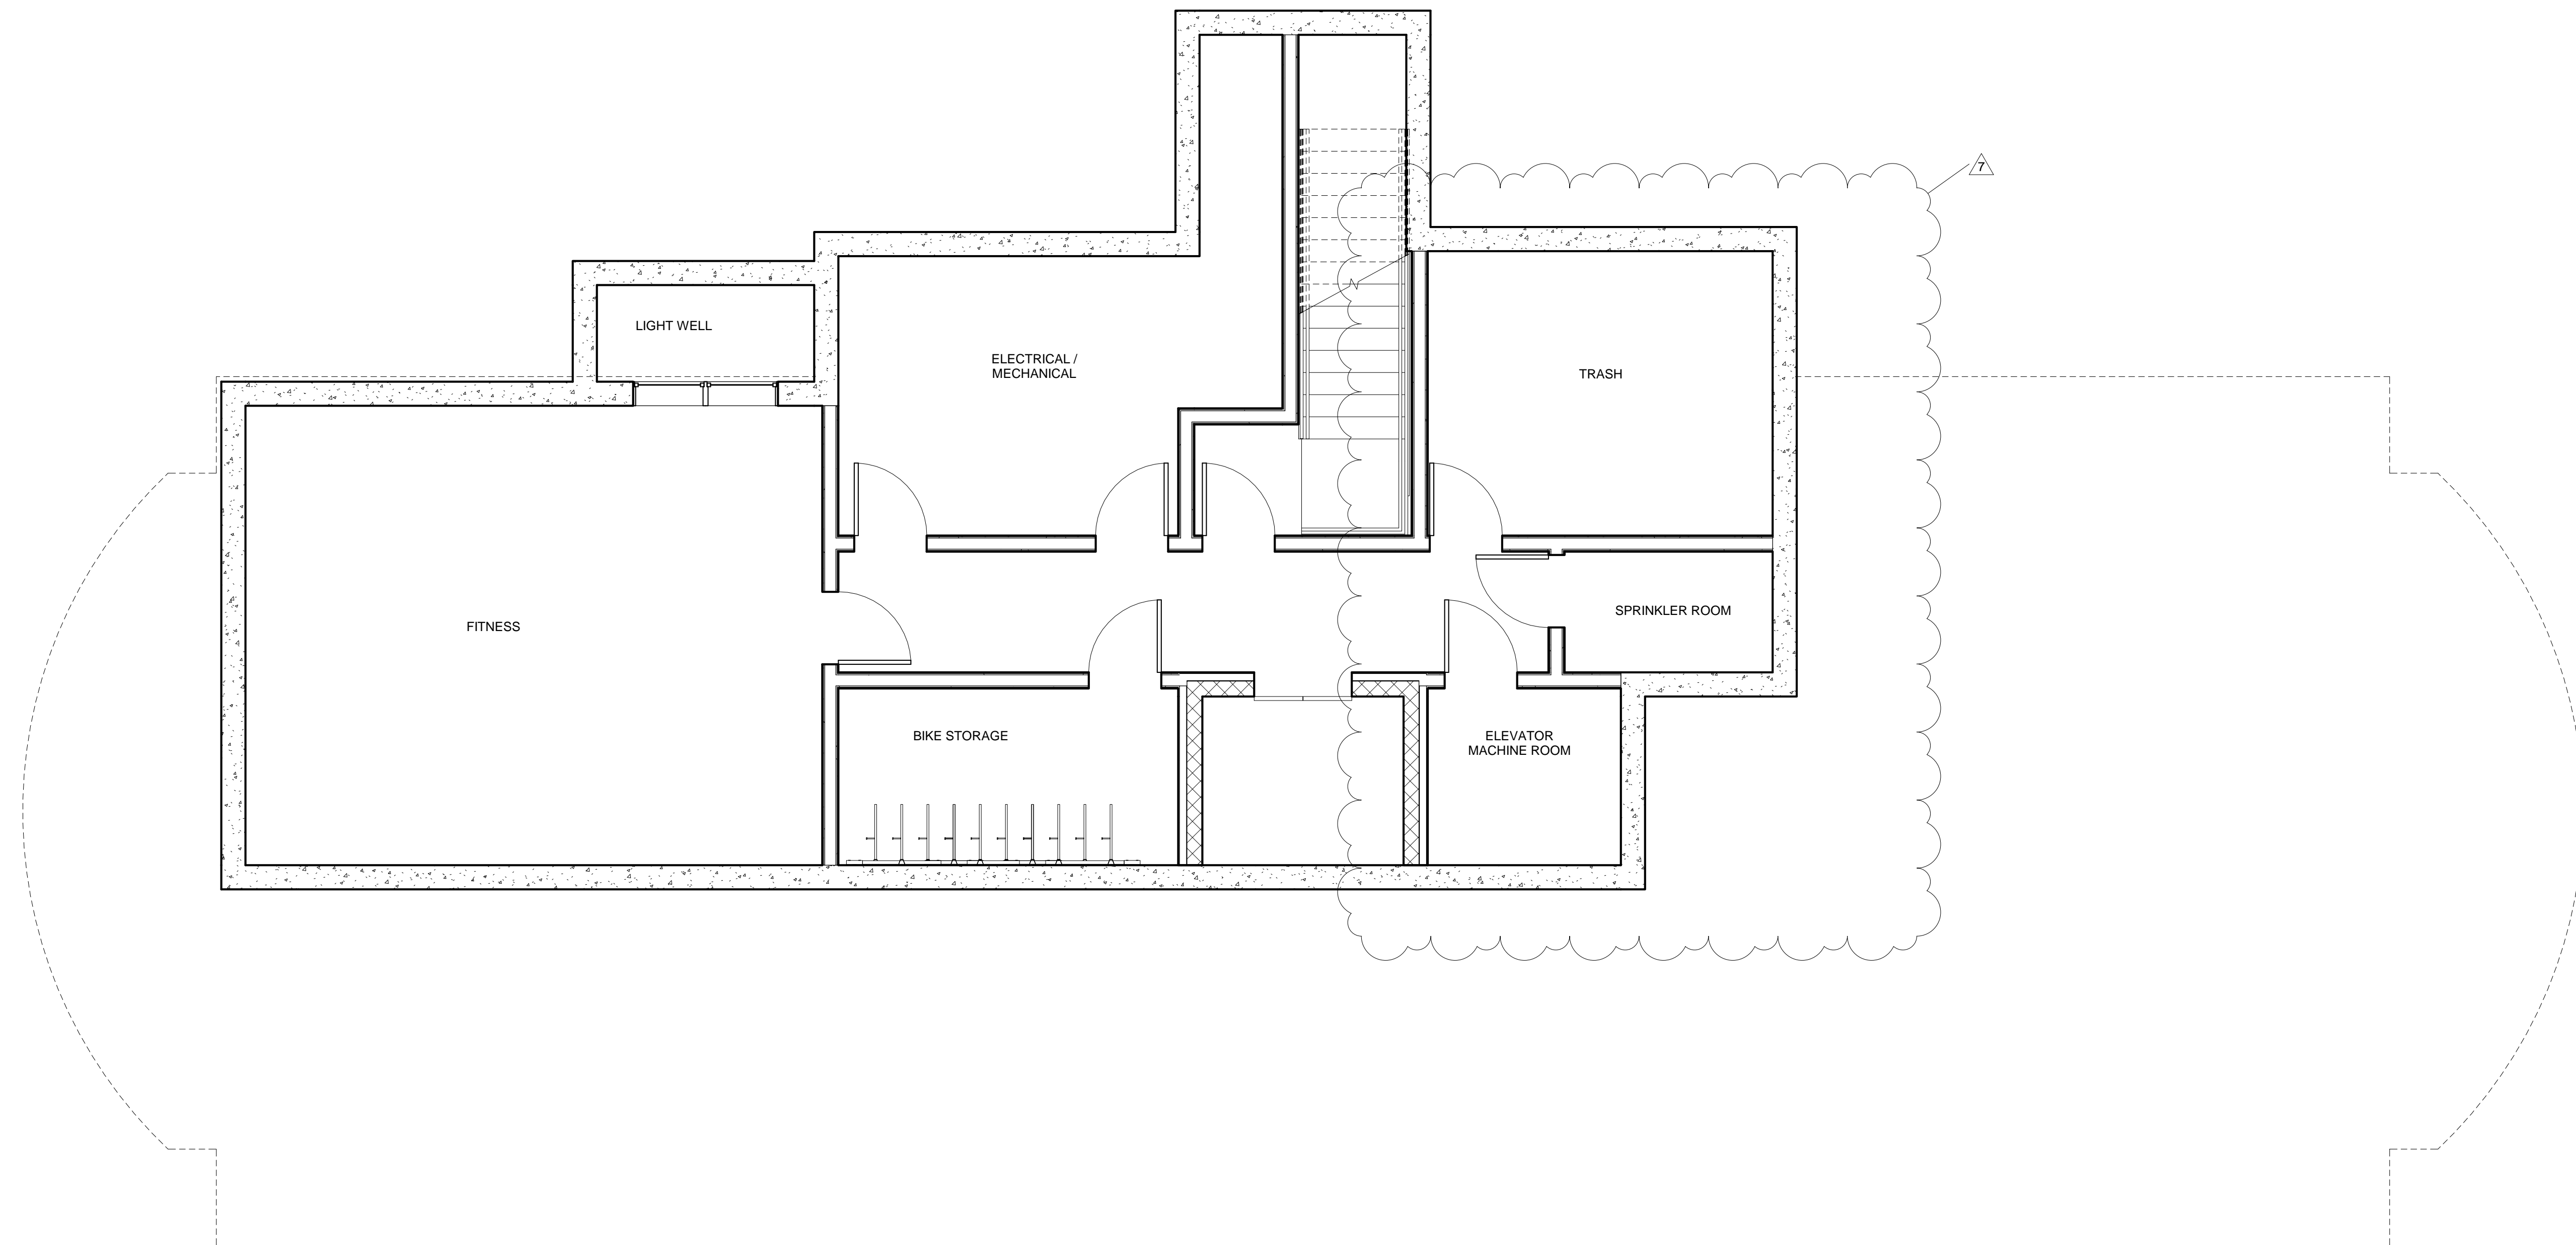 7
LIGHT WELL
ELECTRICAL /
MECHANICAL
TRASH
FITNESS
SPRINKLER ROOM
BIKE STORAGE
ELEVATOR
MACHINE ROOM